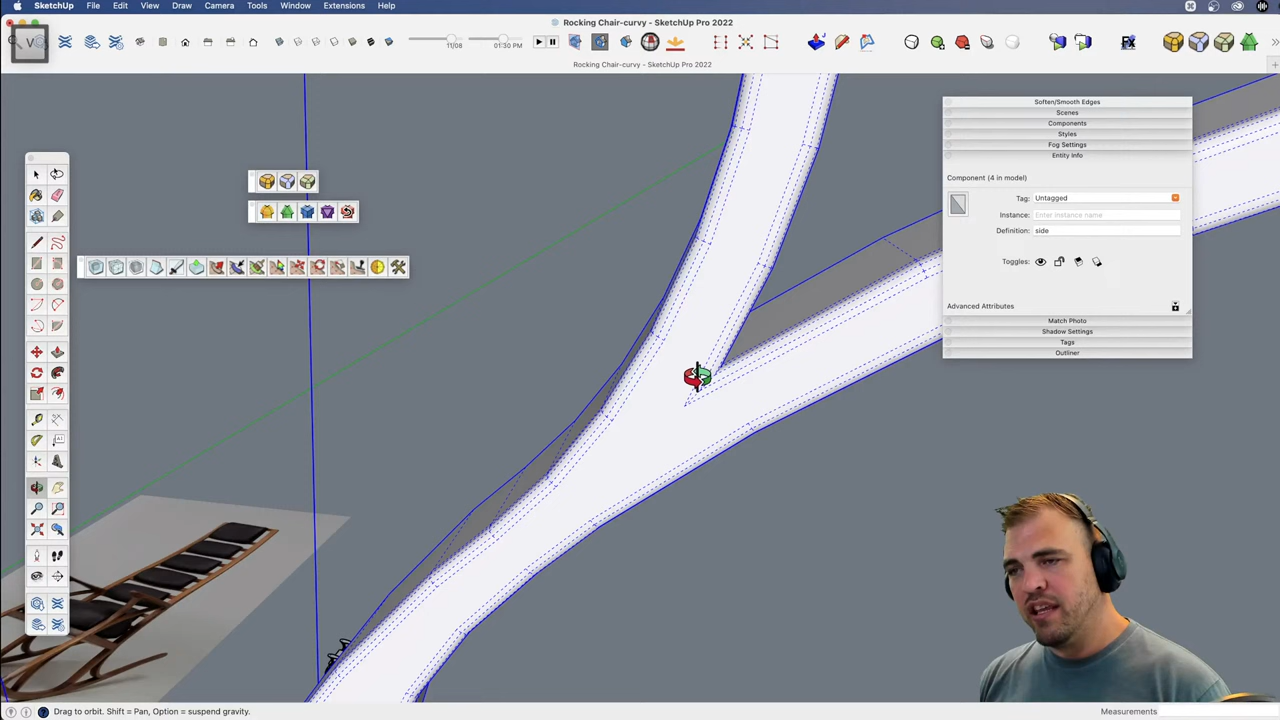 SketchUp File Edit View Draw Camera Tools Window Extensions Help
Rocking Chair-curvy - SketchUp Pro 2022
11/08 01:30 PM
Rocking Chair-curvy - SketchUp Pro 2022
Soften/Smooth Edges
Scenes
Components
Styles
Fog Settings
Entity Info
Component (4 in model)
Tag: Untagged
Instance: Enter instance name
Definition: side
Toggles:
Advanced Attributes
Match Photo
Shadow Settings
Tags
Outliner
Drag to orbit. Shift = Pan, Option = suspend gravity.
Measurements